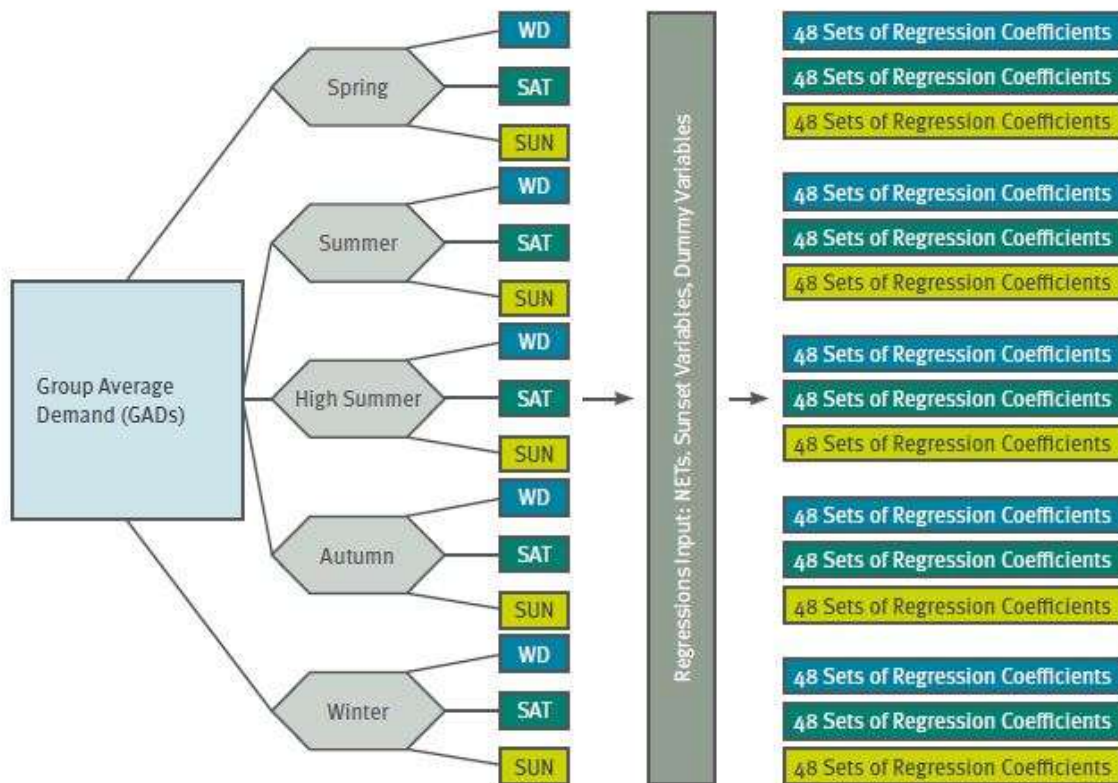 WD
48 Sets of Regression Coefficients
Spring
SAT
48 Sets of Regression Coefficients
SUN
48 Sets of Regression Coefficients
WD
48 Sets of Regression Coefficients
Summer
SAT
48 Sets of Regression Coefficients
SUN
48 Sets of Regression Coefficients
Group Average
Demand (GADs)
WD
48 Sets of Regression Coefficients
High Summer
SAT
48 Sets of Regression Coefficients
SUN
48 Sets of Regression Coefficients
Regressions Input: NETs. Sunset Variables, Dummy Variables
WD
48 Sets of Regression Coefficients
Autumn
SAT
48 Sets of Regression Coefficients
SUN
48 Sets of Regression Coefficients
WD
48 Sets of Regression Coefficients
Winter
SAT
48 Sets of Regression Coefficients
SUN
48 Sets of Regression Coefficients